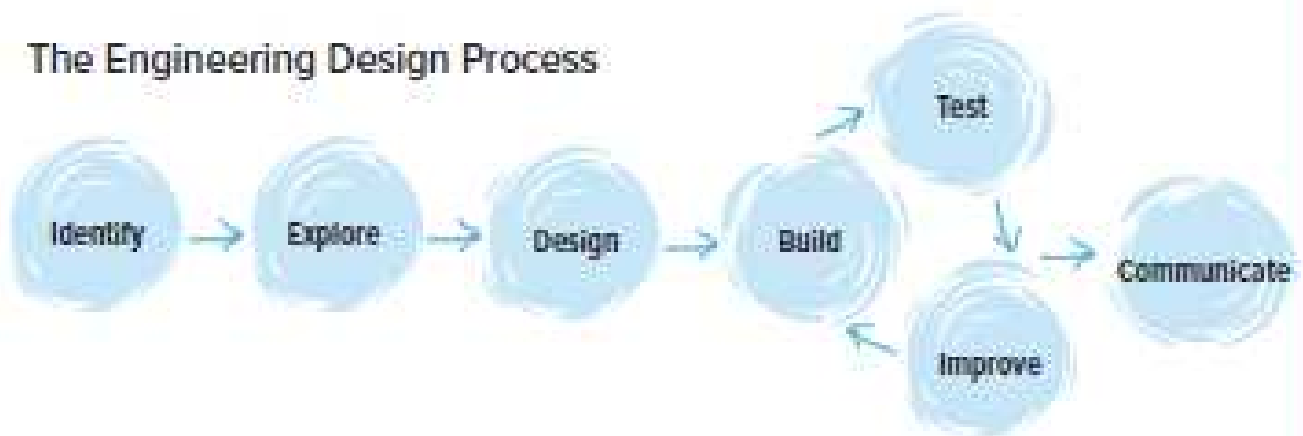 The Engineering Design Process
Identify
Explore
Design
Build
Test
Improve
Communicate